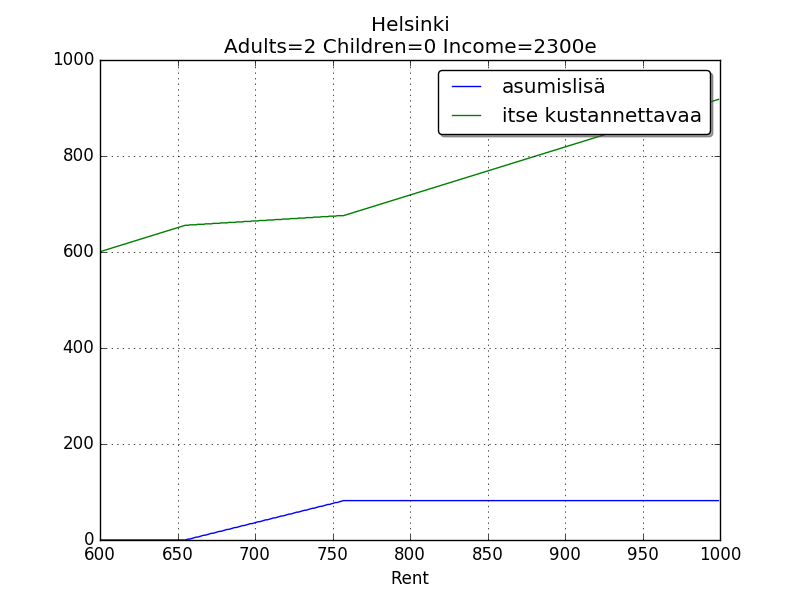 Helsinki
Adults=2 Children=0 Income=2300e
1000
asumislisä
itse kustannettavaa
800
600
400
200
0
600 650 700 750 800 850 900 950 1000
Rent